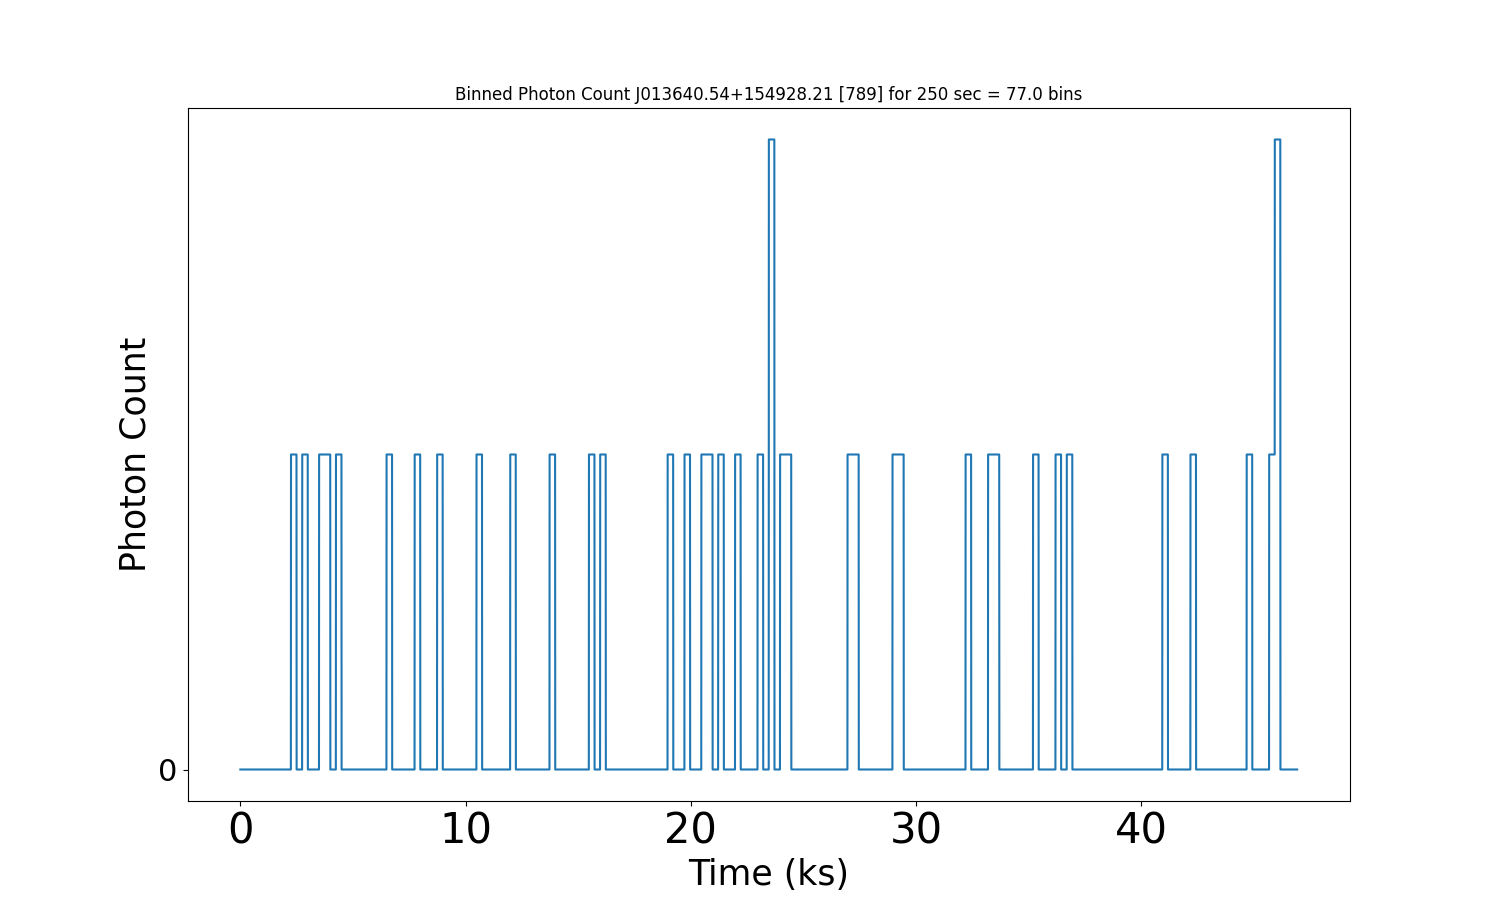 Binned Photon Count J013640.54+154928.21 [789] for 250 sec = 77.0 bins
Photon Count
0
0 10 20 30 40
Time (ks)